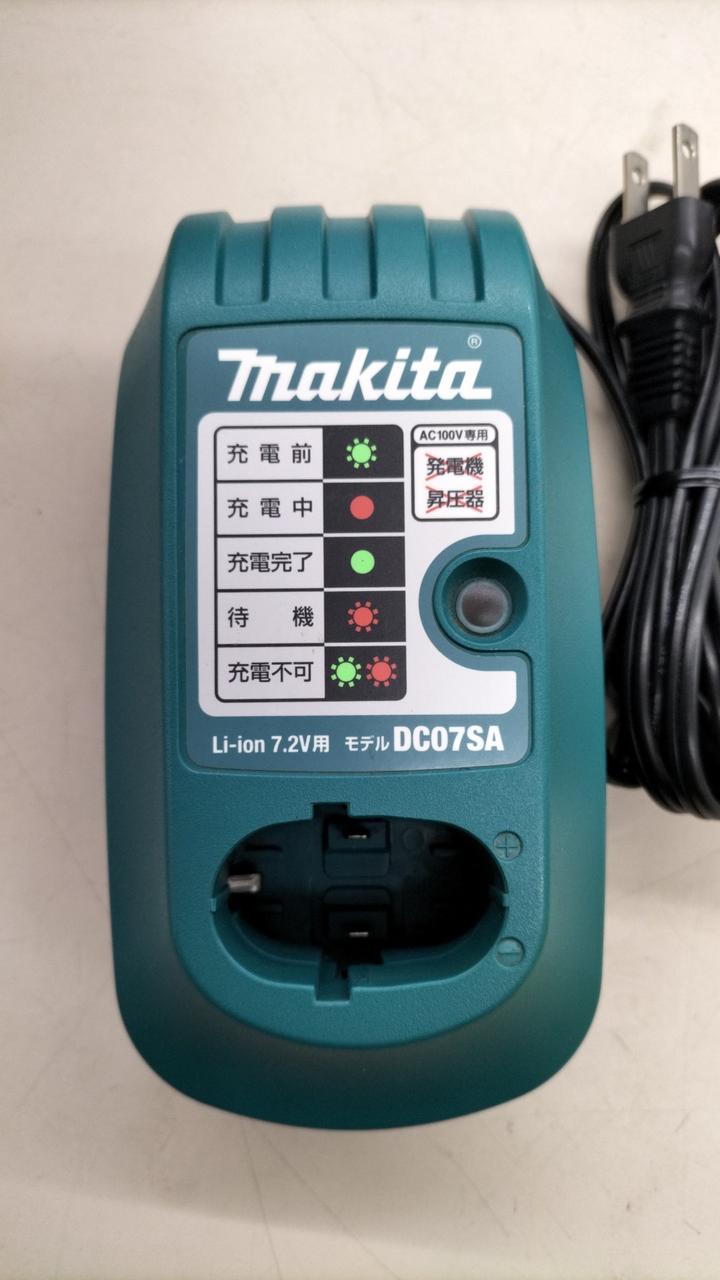 makita®
充電前
充電中
充電完了
待機
充電不可
AC100V専用
発電機
昇圧器
Li-ion 7.2V用 モデル DC07SA
+
−